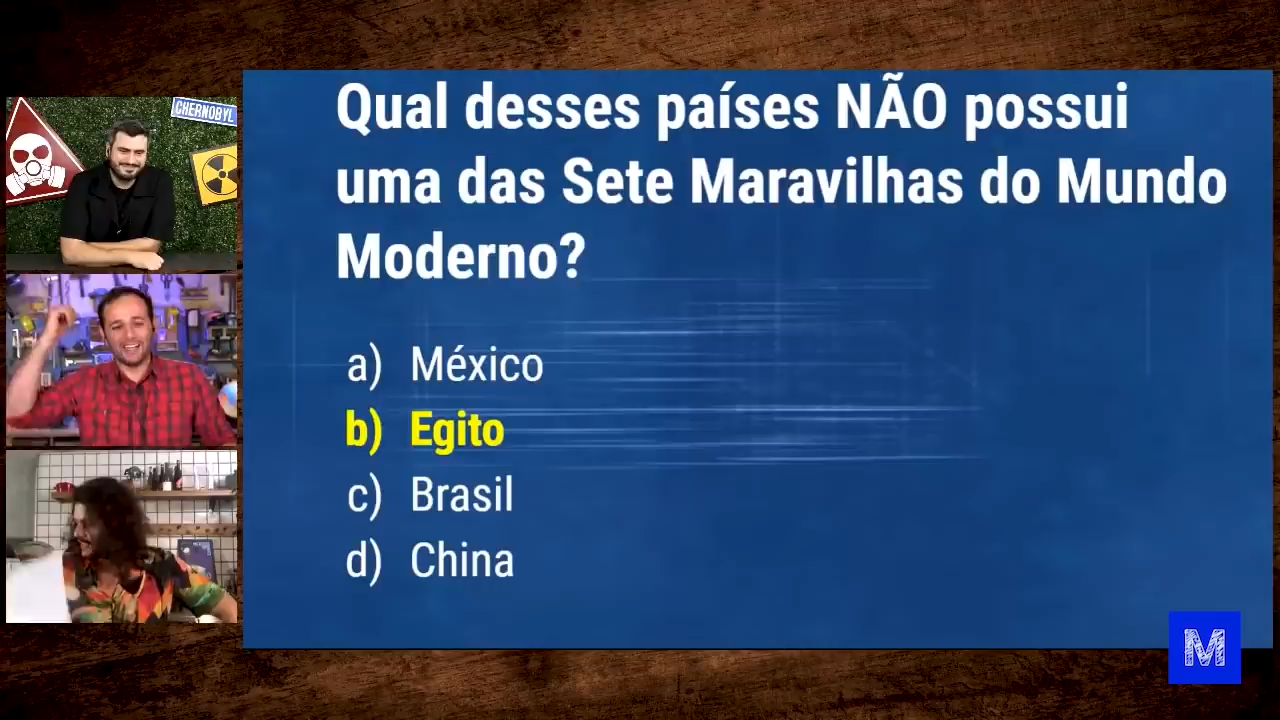 CHERNOBYL
Qual desses países NÃO possui
uma das Sete Maravilhas do Mundo
Moderno?
a) México
b) Egito
c) Brasil
d) China
M